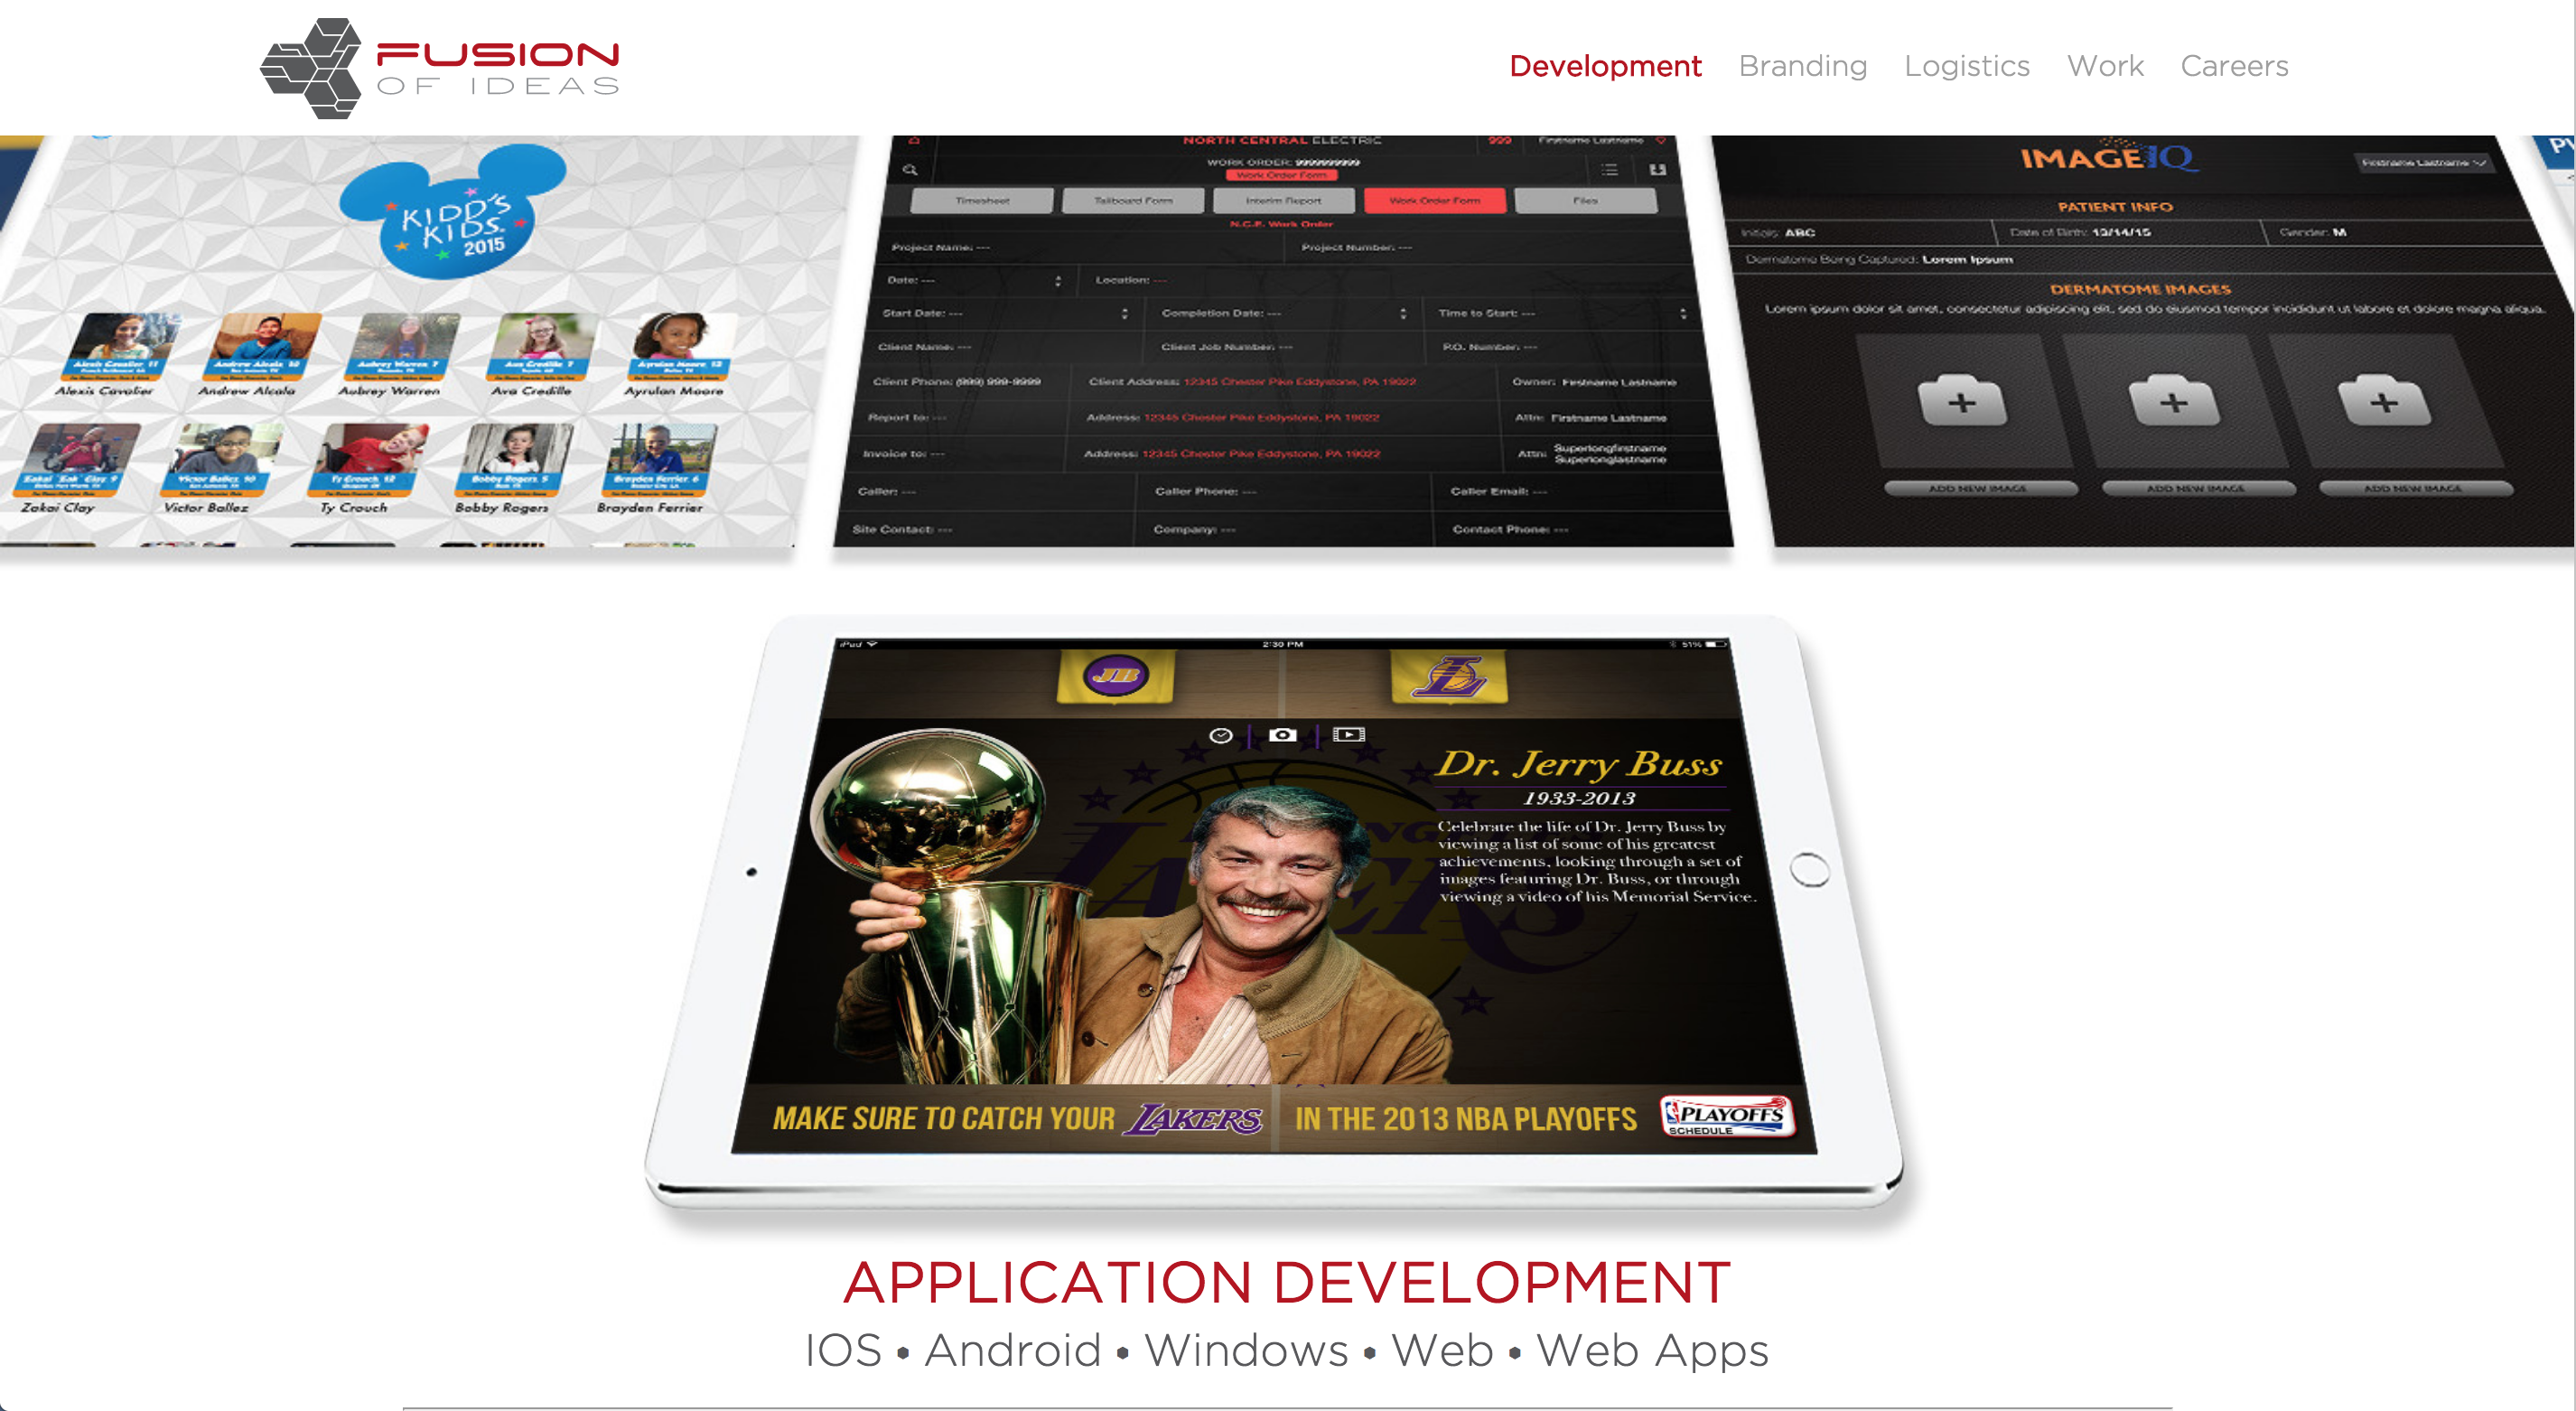 FUSION
OF IDEAS
Development
Branding
Logistics
Work
Careers
KIDD'S
KIDS
2015
Alexis Cavalier
Andrew Alcala
Aubrey Warren
Ava Credille
Ayrulan Moore
Zakai Clay
Victor Ballez
Ty Crouch
Bobby Rogers
Brayden Ferrier
NORTH CENTRAL ELECTRIC
999
Firstname Lastname
WORK ORDER: 9999999999
Work Order Form
Timesheet
Tailboard Form
Interim Report
Work Order Form
Files
N.C.E. Work Order
Project Name: ---
Project Number: ---
Date: ---
Location: ---
Start Date: ---
Completion Date: ---
Time to Start: ---
Client Name: ---
Client Job Number: ---
P.O. Number: ---
Client Phone: (999) 999-9999
Client Address: 12345 Chester Pike Eddystone, PA 19022
Owner: Firstname Lastname
Report to: ---
Address: 12345 Chester Pike Eddystone, PA 19022
Attn: Firstname Lastname
Invoice to: ---
Address: 12345 Chester Pike Eddystone, PA 19022
Attn: Superlongfirstname
Superlonglastname
Caller: ---
Caller Phone: ---
Caller Email: ---
Site Contact: ---
Company: ---
Contact Phone: ---
IMAGEIQ
Firstname Lastname
PATIENT INFO
Initials: ABC
Date of Birth: 13/14/15
Gender: M
Dermatome Being Captured: Lorem Ipsum
DERMATOME IMAGES
Lorem ipsum dolor sit amet, consectetur adipiscing elit, sed do eiusmod tempor incididunt ut labore et dolore magna aliqua.
ADD NEW IMAGE
ADD NEW IMAGE
ADD NEW IMAGE
iPad
2:30 PM
51%
JB
L
Dr. Jerry Buss
1933-2013
Celebrate the life of Dr. Jerry Buss by
viewing a list of some of his greatest
achievements, looking through a set of
images featuring Dr. Buss, or through
viewing a video of his Memorial Service.
MAKE SURE TO CATCH YOUR LAKERS IN THE 2013 NBA PLAYOFFS
PLAYOFFS
SCHEDULE
APPLICATION DEVELOPMENT
IOS • Android • Windows • Web • Web Apps